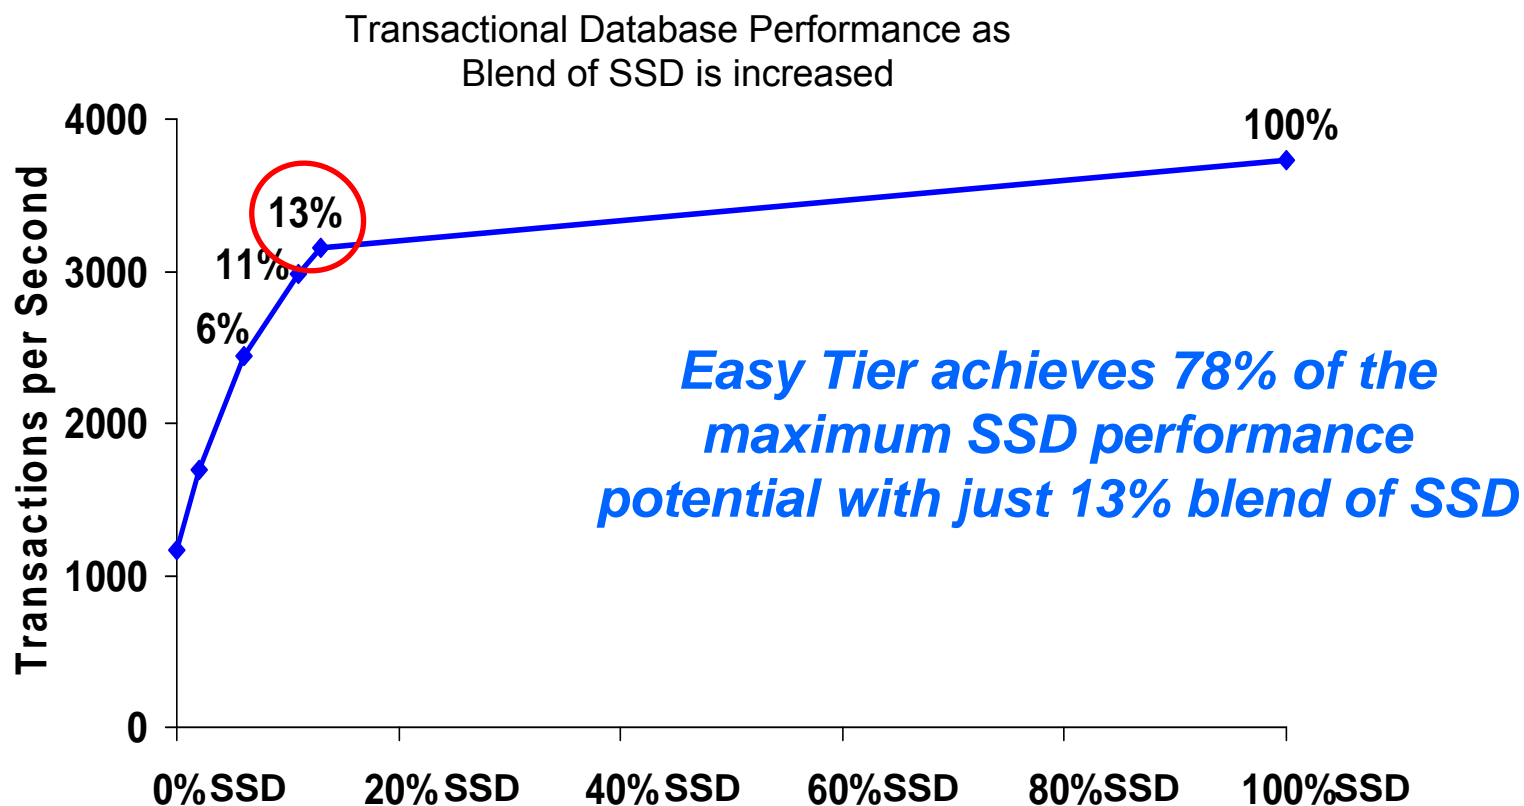 Transactional Database Performance as
Blend of SSD is increased
Transactions per Second
4000
3000
2000
1000
0
100%
13%
11%
6%
Easy Tier achieves 78% of the
maximum SSD performance
potential with just 13% blend of SSD
0%SSD 20%SSD 40%SSD 60%SSD 80%SSD 100%SSD